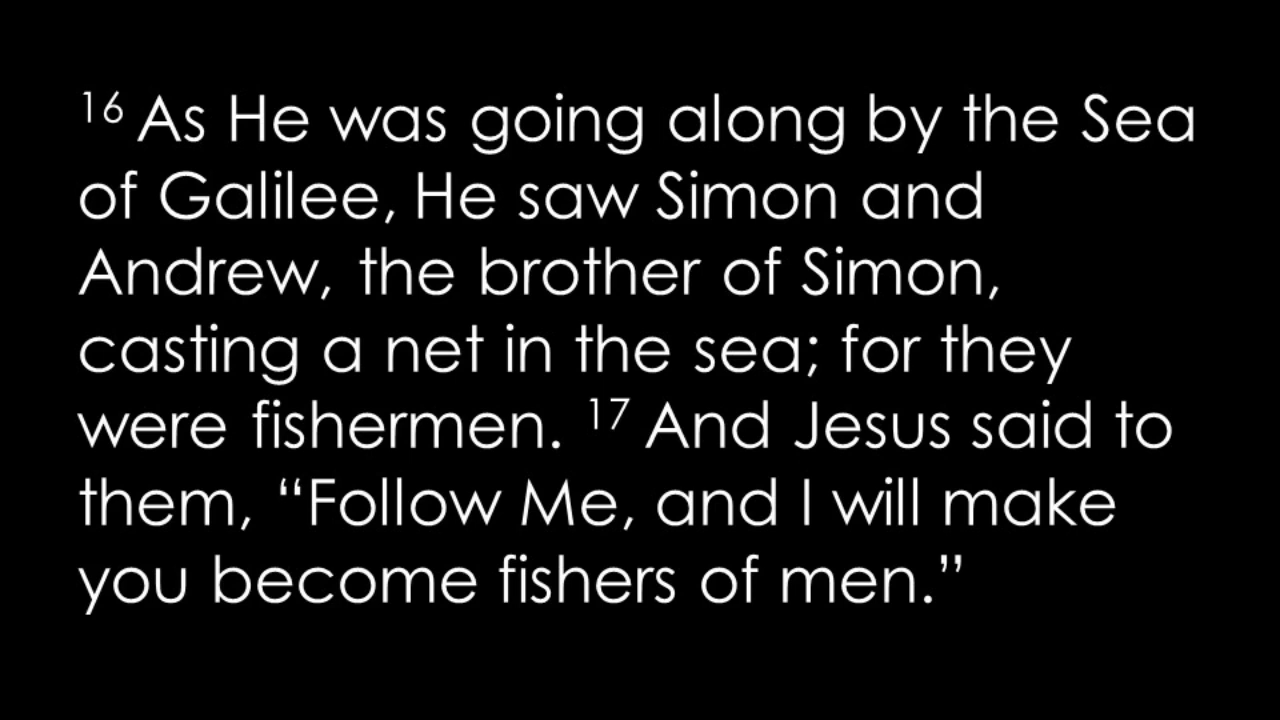 16 As He was going along by the Sea
of Galilee, He saw Simon and
Andrew, the brother of Simon,
casting a net in the sea; for they
were fishermen. 17 And Jesus said to
them, “Follow Me, and I will make
you become fishers of men.”